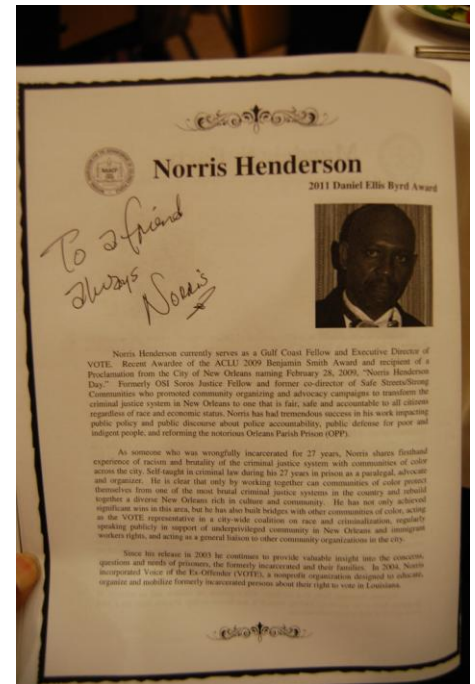 Norris Henderson
2011 Daniel Ellis Byrd Award
To a friend
always
Norris
Norris Henderson currently serves as a Gulf Coast Fellow and Executive Director of
VOTE. Recent Awardee of the ACLU 2009 Benjamin Smith Award and recipient of a
Proclamation from the City of New Orleans naming February 28, 2009, "Norris Henderson
Day." Formerly OSI Soros Justice Fellow and former co-director of Safe Streets/Strong
Communities who promoted community organizing and advocacy campaigns to transform the
criminal justice system in New Orleans to one that is fair, safe and accountable to all citizens
regardless of race and economic status. Norris has had tremendous success in his work impacting
public policy and public discourse about police accountability, public defense for poor and
indigent people, and reforming the notorious Orleans Parish Prison (OPP).
As someone who was wrongfully incarcerated for 27 years, Norris shares firsthand
experience of racism and brutality of the criminal justice system with communities of color
across the city. Self-taught in criminal law during his 27 years in prison as a paralegal, advocate
and organizer. He is clear that only by working together can communities of color protect
themselves from one of the most brutal criminal justice systems in the country and rebuild
together a diverse New Orleans rich in culture and community. He has not only achieved
significant wins in this area, but he has also built bridges with other communities of color, acting
as the VOTE representative in a city-wide coalition on race and criminalization, regularly
speaking publicly in support of underprivileged community in New Orleans and immigrant
workers rights, and acting as a general liaison to other community organizations in the city.
Since his release in 2003 he continues to provide valuable insight into the concerns,
questions and needs of prisoners, the formerly incarcerated and their families. In 2004, Norris
incorporated Voice of the Ex-Offender (VOTE), a nonprofit organization designed to educate,
organize and mobilize formerly incarcerated persons about their right to vote in Louisiana.